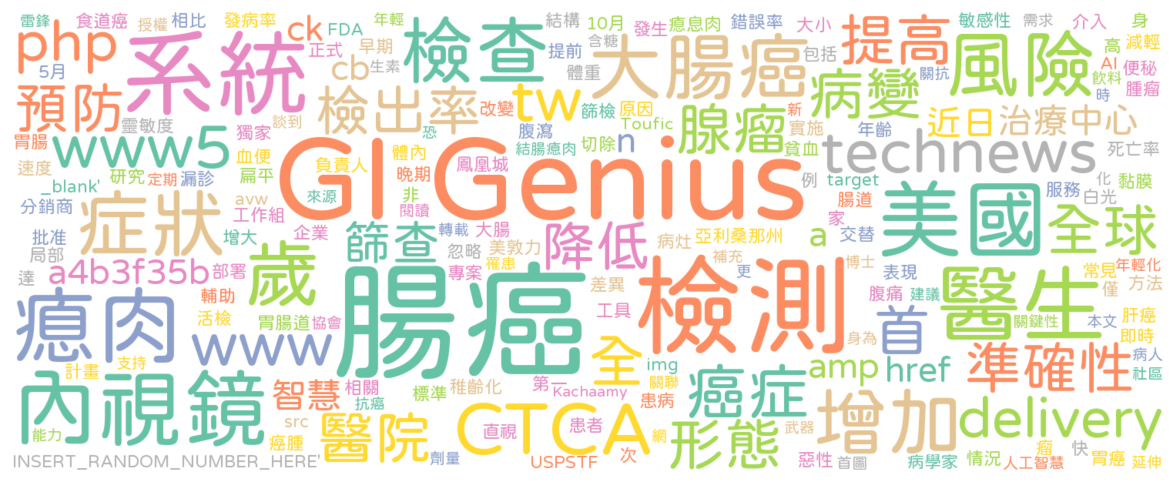 雷鋒 食道癌 授權 相比 發病率 ck FDA 年輕 早期 結構 10月 發生 瘜息肉 錯誤率 大小 敏感性 需求 介入 身
php 系統 檢查 正式 提前 含糖 大腸癌 提高 風險 高 減輕
5月 cb 生素 體重 包括 病變 關抗 AI 飲料 便秘
預防 檢出率 改變 tw 篩檢 原因 腺瘤 新 時 腫瘤
靈敏度 談到 恐 腹瀉 n Toufic 實施 年齡 近日 治療中心
胃腸 www5 獨家 血便 負責人 體內 鳳凰城 結腸瘜肉 切除 貧血 technews 死亡率
速度 研究 定期 漏診 扁平 GI Genius 例 target 服務 化 黏膜
_blank' 分銷商 avw 來源 非 晚期 閱讀 家 腸道 白光
症狀 工作組 企業 轉載 大腸 降低 病灶 亞利桑那州 a 交替 美國 全球
批准 局部 增大 歲 篩查 忽略 美敦力 補充 博士
達 a4b3f35b 部署 專案 罹患 差異 更 表現 常見 年輕化
瘜肉 輔助 腸癌 工具 檢測 腹痛 建議 醫生 僅 方法
活檢 胃腸道 協會 首 關鍵性 本文 肝癌 即時
www 身為 準確性 病人
計畫 支持 全 img amp href 社區
內視鏡 智慧 相關 標準 稚齡化 第一 關聯 癌症
抗癌 Kachaamy 患病 增加 delivery
src 醫院 CTCA 武器
能力 癌腫 直視 患者 網 形態 瘤 快
INSERT_RANDOM_NUMBER_HERE' 劑量 USPSTF 次 惡性 首圖 病學家 情況 人工智慧 胃癌 延伸